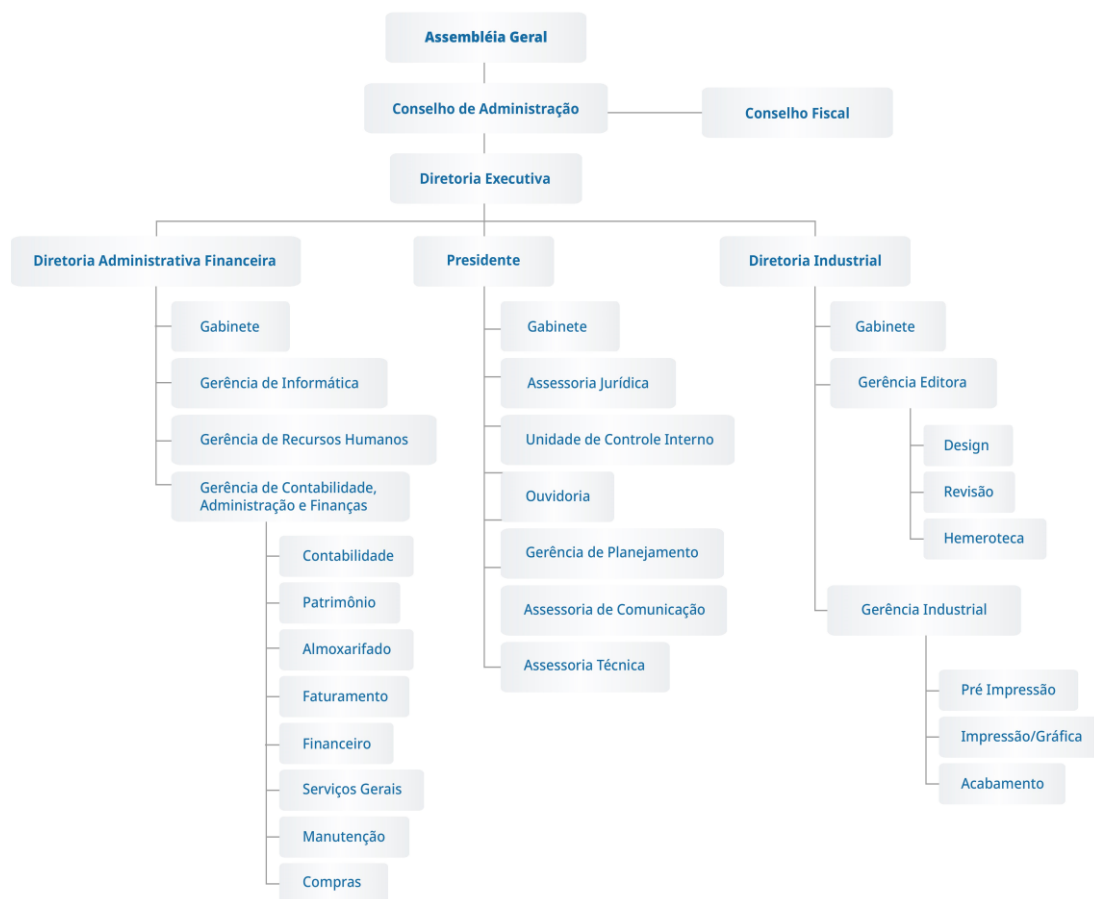 Assembléia Geral
Conselho de Administração
Conselho Fiscal
Diretoria Executiva
Diretoria Administrativa Financeira
Gabinete
Gerência de Informática
Gerência de Recursos Humanos
Gerência de Contabilidade,
Administração e Finanças
Contabilidade
Patrimônio
Almoxarifado
Faturamento
Financeiro
Serviços Gerais
Manutenção
Compras
Presidente
Gabinete
Assessoria Jurídica
Unidade de Controle Interno
Ouvidoria
Gerência de Planejamento
Assessoria de Comunicação
Assessoria Técnica
Diretoria Industrial
Gabinete
Gerência Editora
Design
Revisão
Hemeroteca
Gerência Industrial
Pré Impressão
Impressão/Gráfica
Acabamento